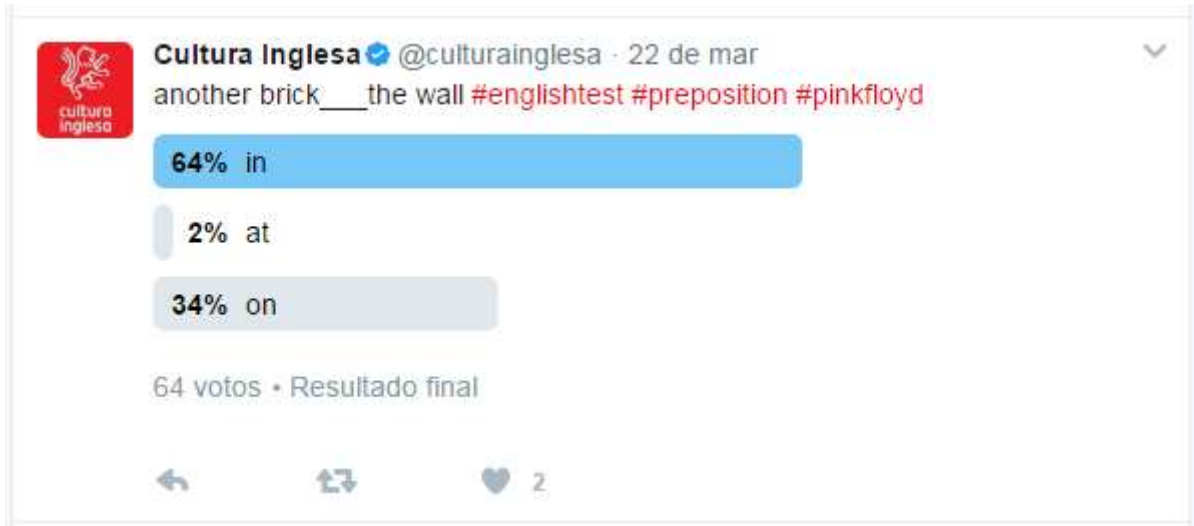 cultura
inglesa
Cultura Inglesa @culturainglesa · 22 de mar
another brick___the wall #englishtest #preposition #pinkfloyd
64% in
2% at
34% on
64 votos • Resultado final
2